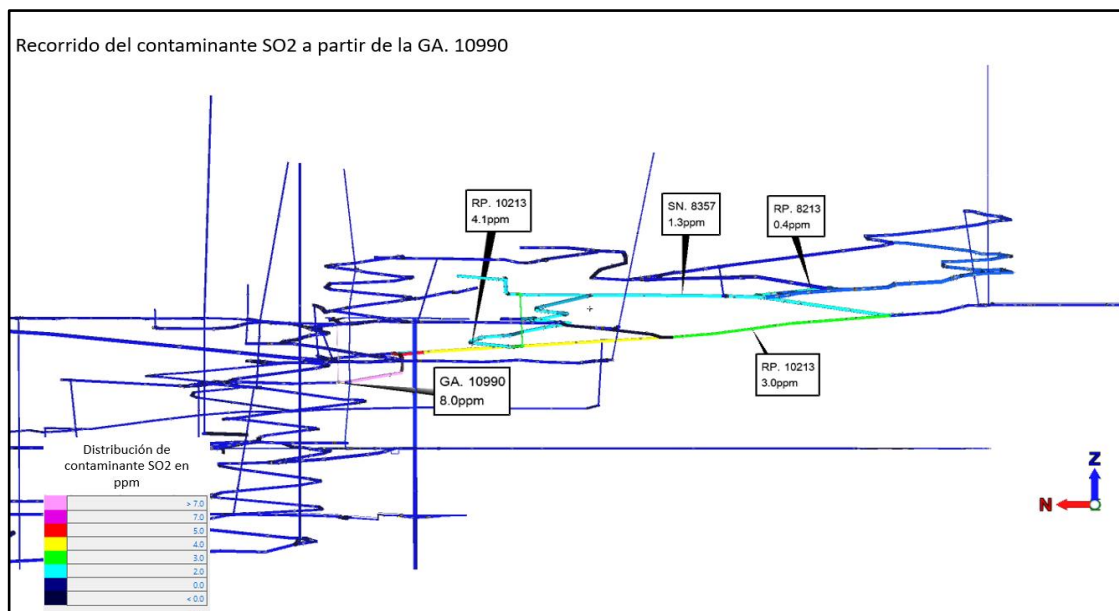 Recorrido del contaminante SO2 a partir de la GA. 10990
RP. 10213
4.1ppm
SN. 8357
1.3ppm
RP. 8213
0.4ppm
GA. 10990
8.0ppm
RP. 10213
3.0ppm
Distribución de
contaminante SO2 en
ppm
> 7.0
7.0
5.0
4.0
3.0
2.0
0.0
< 0.0
Z
N